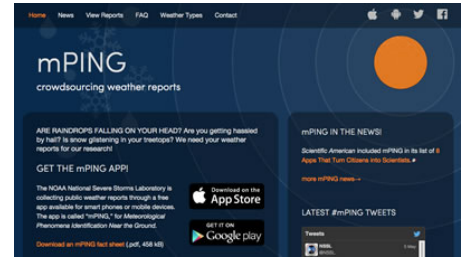 Home News View Reports FAQ Weather Types Contact
mPING
crowdsourcing weather reports
ARE RAINDROPS FALLING ON YOUR HEAD? Are you getting hassled
by hail? Is snow glistening in your treetops? We need your weather
reports for our research!
GET THE mPING APP!
The NOAA National Severe Storms Laboratory is
collecting public weather reports through a free
app available for smart phones or mobile devices.
The app is called "mPING," for Meteorological
Phenomena Identification Near the Ground.
Download an mPING fact sheet (.pdf, 458 kB)
Download on the
App Store
GET IT ON
Google play
mPING IN THE NEWS!
Scientific American included mPING in its list of 8
Apps That Turn Citizens into Scientists.
more mPING news→
LATEST #mPING TWEETS
Tweets
NSSL
@NSSL